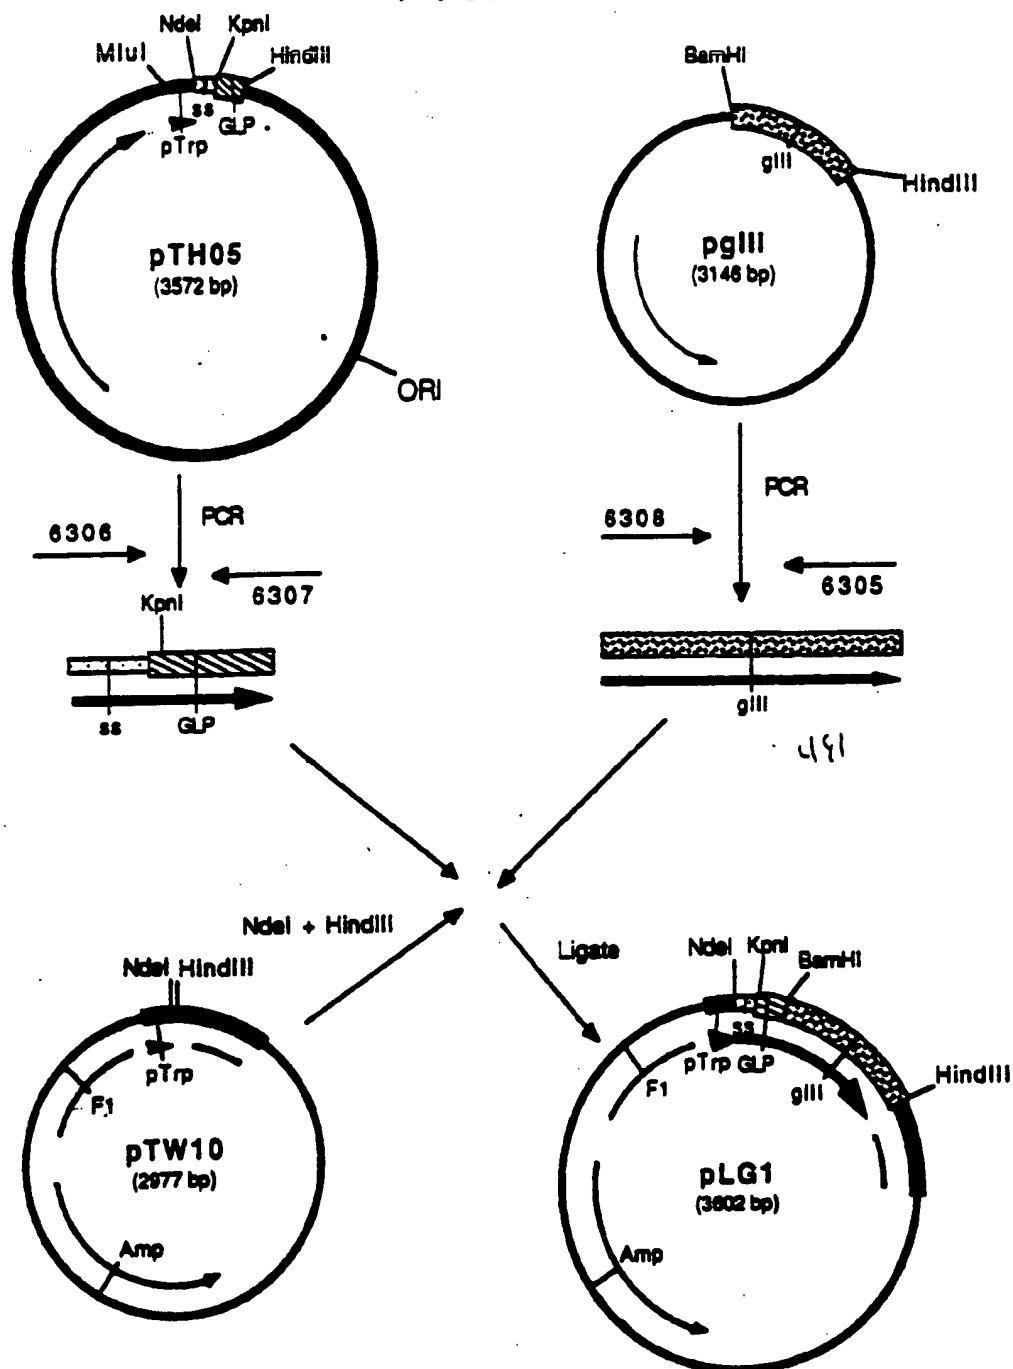 NdeI KpnI
MluI HindIII
ss
GLP
pTrp
pTH05
(3572 bp)
ORI
BamHI
gIII
HindIII
pgIII
(3146 bp)
PCR
6306
6307
KpnI
ss
GLP
PCR
6308
6305
gIII
NdeI + HindIII
Ligate
NdeI HindIII
pTrp
F1
pTW10
(2977 bp)
Amp
NdeI KpnI
BamHI
ss
pTrp GLP
F1
gIII
HindIII
pLG1
(3602 bp)
Amp